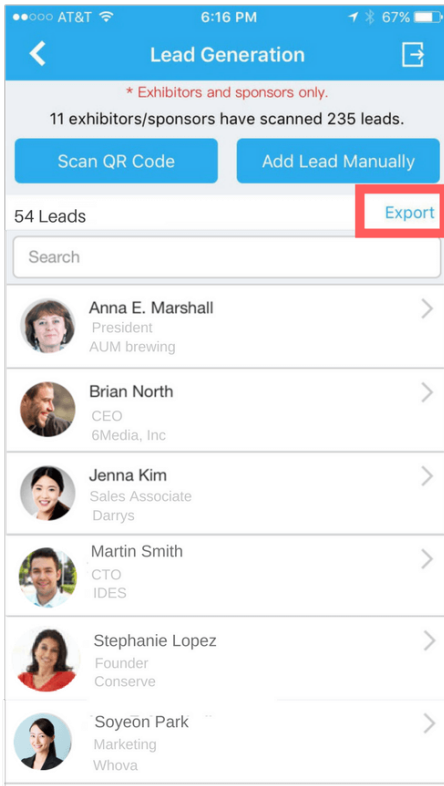 AT&T 6:16 PM 67%
Lead Generation
* Exhibitors and sponsors only.
11 exhibitors/sponsors have scanned 235 leads.
Scan QR Code Add Lead Manually
54 Leads Export
Search
Anna E. Marshall
President
AUM brewing
Brian North
CEO
6Media, Inc
Jenna Kim
Sales Associate
Darrys
Martin Smith
CTO
IDES
Stephanie Lopez
Founder
Conserve
Soyeon Park
Marketing
Whova